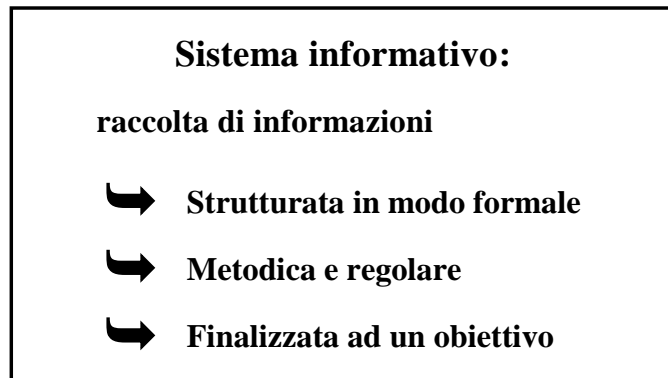 Sistema informativo:
raccolta di informazioni
Strutturata in modo formale
Metodica e regolare
Finalizzata ad un obiettivo